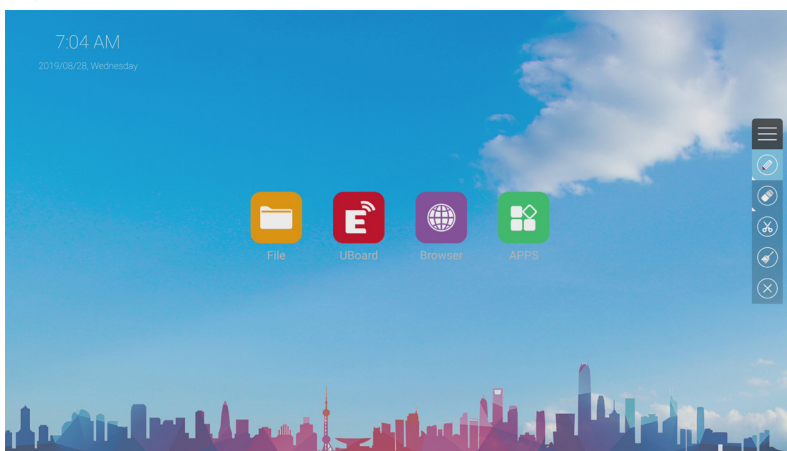 7:04 AM
2019/08/28, Wednesday
E
File
UBoard
Browser
APPS